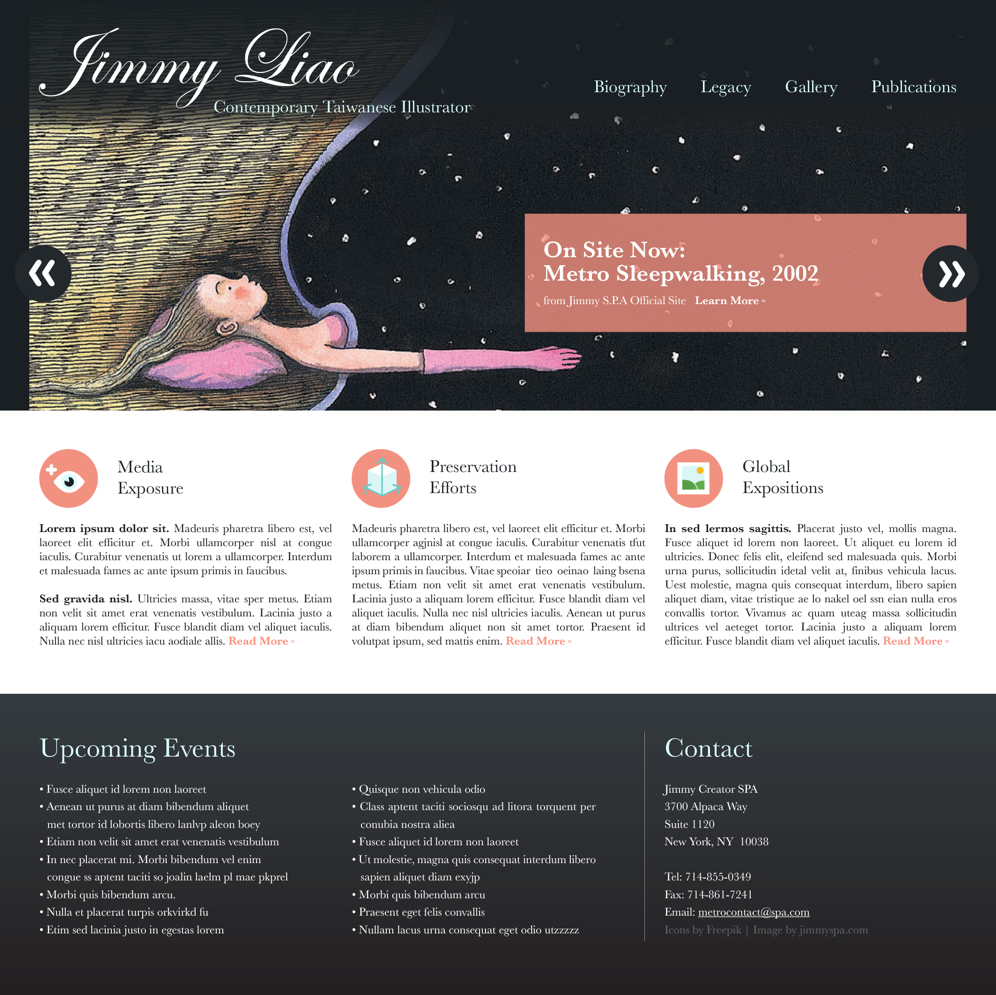 Jimmy Liao
Contemporary Taiwanese Illustrator
Biography Legacy Gallery Publications
«
»
On Site Now:
Metro Sleepwalking, 2002
from Jimmy S.P.A Official Site Learn More »
Media
Exposure
Lorem ipsum dolor sit. Madeuris pharetra libero est, vel
laoreet elit efficitur et. Morbi ullamcorper nisl at congue
iaculis. Curabitur venenatis ut lorem a ullamcorper. Interdum
et malesuada fames ac ante ipsum primis in faucibus.
Sed gravida nisl. Ultricies massa, vitae sper metus. Etiam
non velit sit amet erat venenatis vestibulum. Lacinia justo a
aliquam lorem efficitur. Fusce blandit diam vel aliquet iaculis.
Nulla nec nisl ultricies iacu aodiale allis. Read More »
Preservation
Efforts
Madeuris pharetra libero est, vel laoreet elit efficitur et. Morbi
ullamcorper agjnisl at congue iaculis. Curabitur venenatis tfut
laborem a ullamcorper. Interdum et malesuada fames ac ante
ipsum primis in faucibus. Vitae speoiar tieo oeinao laing bsena
metus. Etiam non velit sit amet erat venenatis vestibulum.
Lacinia justo a aliquam lorem efficitur. Fusce blandit diam vel
aliquet iaculis. Nulla nec nisl ultricies iaculis. Aenean ut purus
at diam bibendum aliquet non sit amet tortor. Praesent id
volutpat ipsum, sed mattis enim. Read More »
Global
Expositions
In sed lermos sagittis. Placerat justo vel, mollis magna.
Fusce aliquet id lorem non laoreet. Ut aliquet eu lorem id
ultricies. Donec felis elit, eleifend sed malesuada quis. Morbi
urna purus, sollicitudin idetal velit at, finibus vehicula lacus.
Uest molestie, magna quis consequat interdum, libero sapien
aliquet diam, vitae tristique ae lo nakel oel ssn eian nulla eros
convallis tortor. Vivamus ac quam uteag massa sollicitudin
ultrices vel aeteget tortor. Lacinia justo a aliquam lorem
efficitur. Fusce blandit diam vel aliquet iaculis. Read More »
Upcoming Events
• Fusce aliquet id lorem non laoreet
• Aenean ut purus at diam bibendum aliquet
met tortor id lobortis libero lanlvp aleon boey
• Etiam non velit sit amet erat venenatis vestibulum
• In nec placerat mi. Morbi bibendum vel enim
congue ss aptent taciti so joalin laelm pl mae pkprel
• Morbi quis bibendum arcu.
• Nulla et placerat turpis orkvirkd fu
• Etim sed lacinia justo in egestas lorem
• Quisque non vehicula odio
• Class aptent taciti sociosqu ad litora torquent per
conubia nostra aliea
• Fusce aliquet id lorem non laoreet
• Ut molestie, magna quis consequat interdum libero
sapien aliquet diam exyjp
• Morbi quis bibendum arcu
• Praesent eget felis convallis
• Nullam lacus urna consequat eget odio utzzzzz
Contact
Jimmy Creator SPA
3700 Alpaca Way
Suite 1120
New York, NY 10038
Tel: 714-855-0349
Fax: 714-861-7241
Email: metrocontact@spa.com
Icons by Freepik | Image by jimmyspa.com